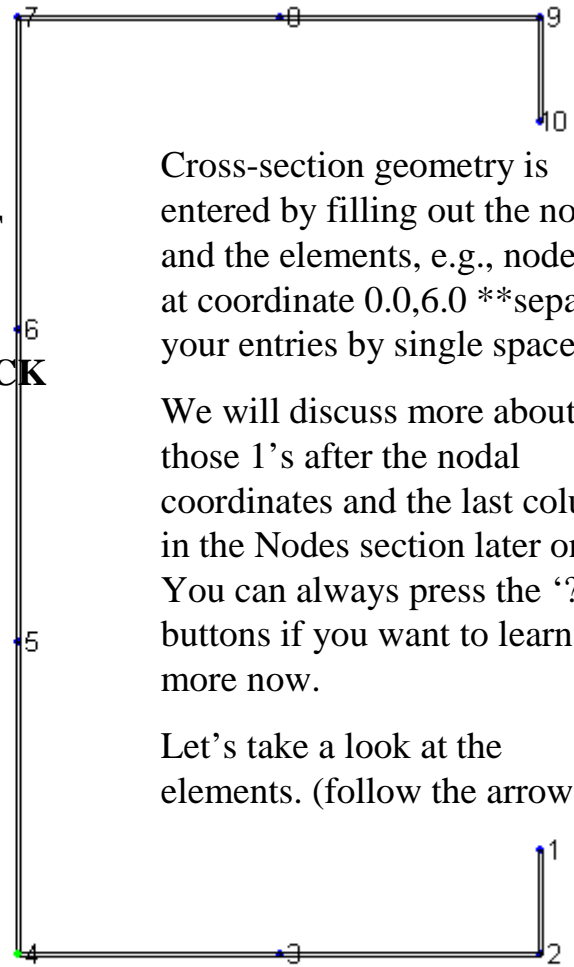 7 8 9
10
Cross-section geometry is
entered by filling out the no
and the elements, e.g., node
at coordinate 0.0,6.0 **sepa
6
your entries by single space
CK
We will discuss more about
those 1's after the nodal
coordinates and the last colu
in the Nodes section later on
You can always press the ‘?
5
buttons if you want to learn
more now.
Let’s take a look at the
elements. (follow the arrow
1
4 3 2